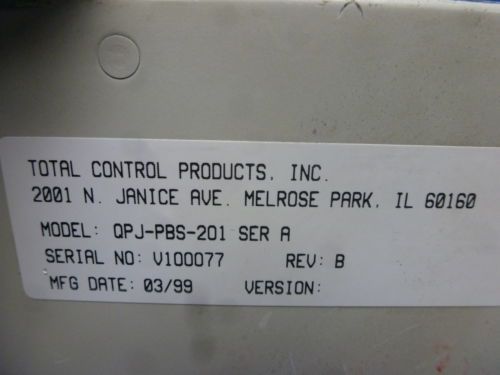 TOTAL CONTROL PRODUCTS, INC.
2001 N. JANICE AVE. MELROSE PARK, IL 60160
MODEL: QPJ-PBS-201 SER A
SERIAL NO: V100077 REV: B
MFG DATE: 03/99 VERSION: